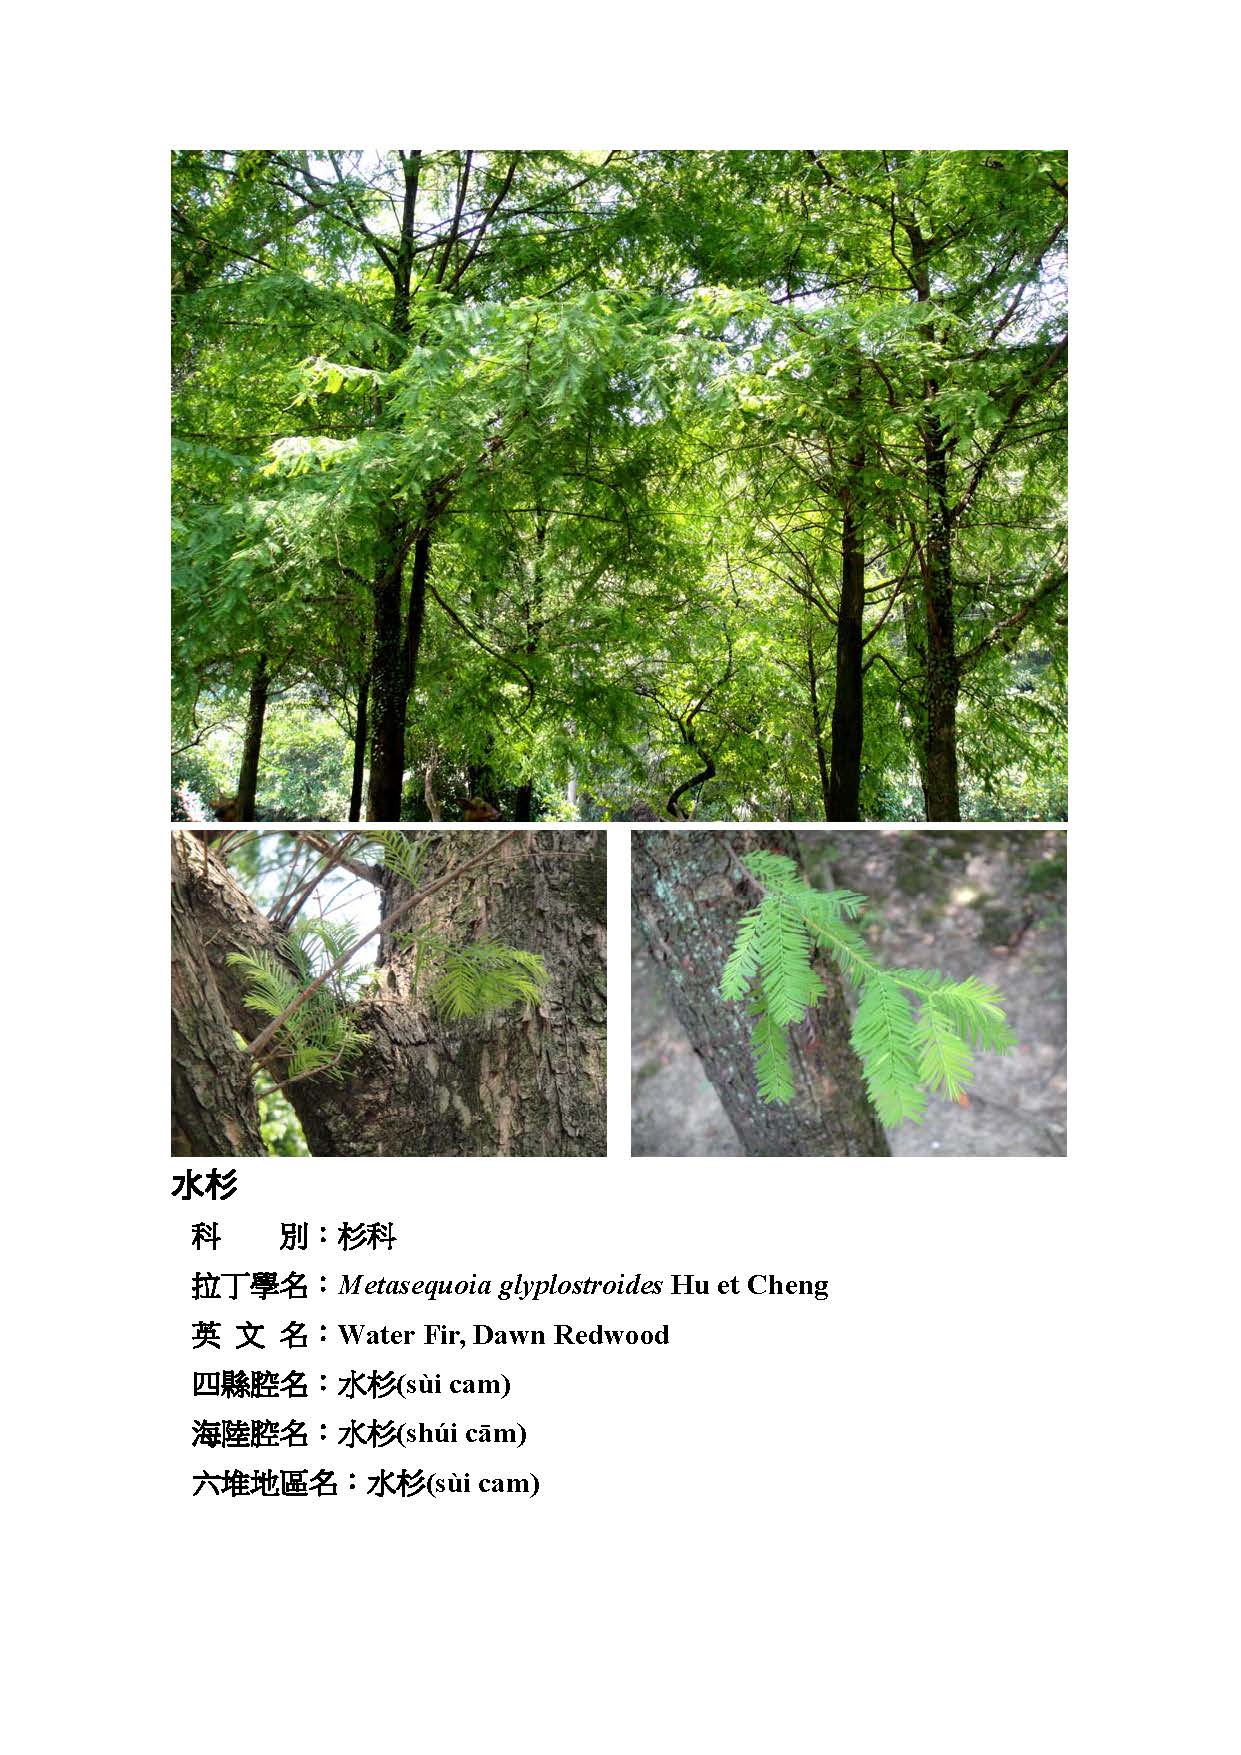 水杉
科　　別：杉科
拉丁學名：Metasequoia glyplostroides Hu et Cheng
英 文 名：Water Fir, Dawn Redwood
四縣腔名：水杉(sùi cam)
海陸腔名：水杉(shúi cām)
六堆地區名：水杉(sùi cam)